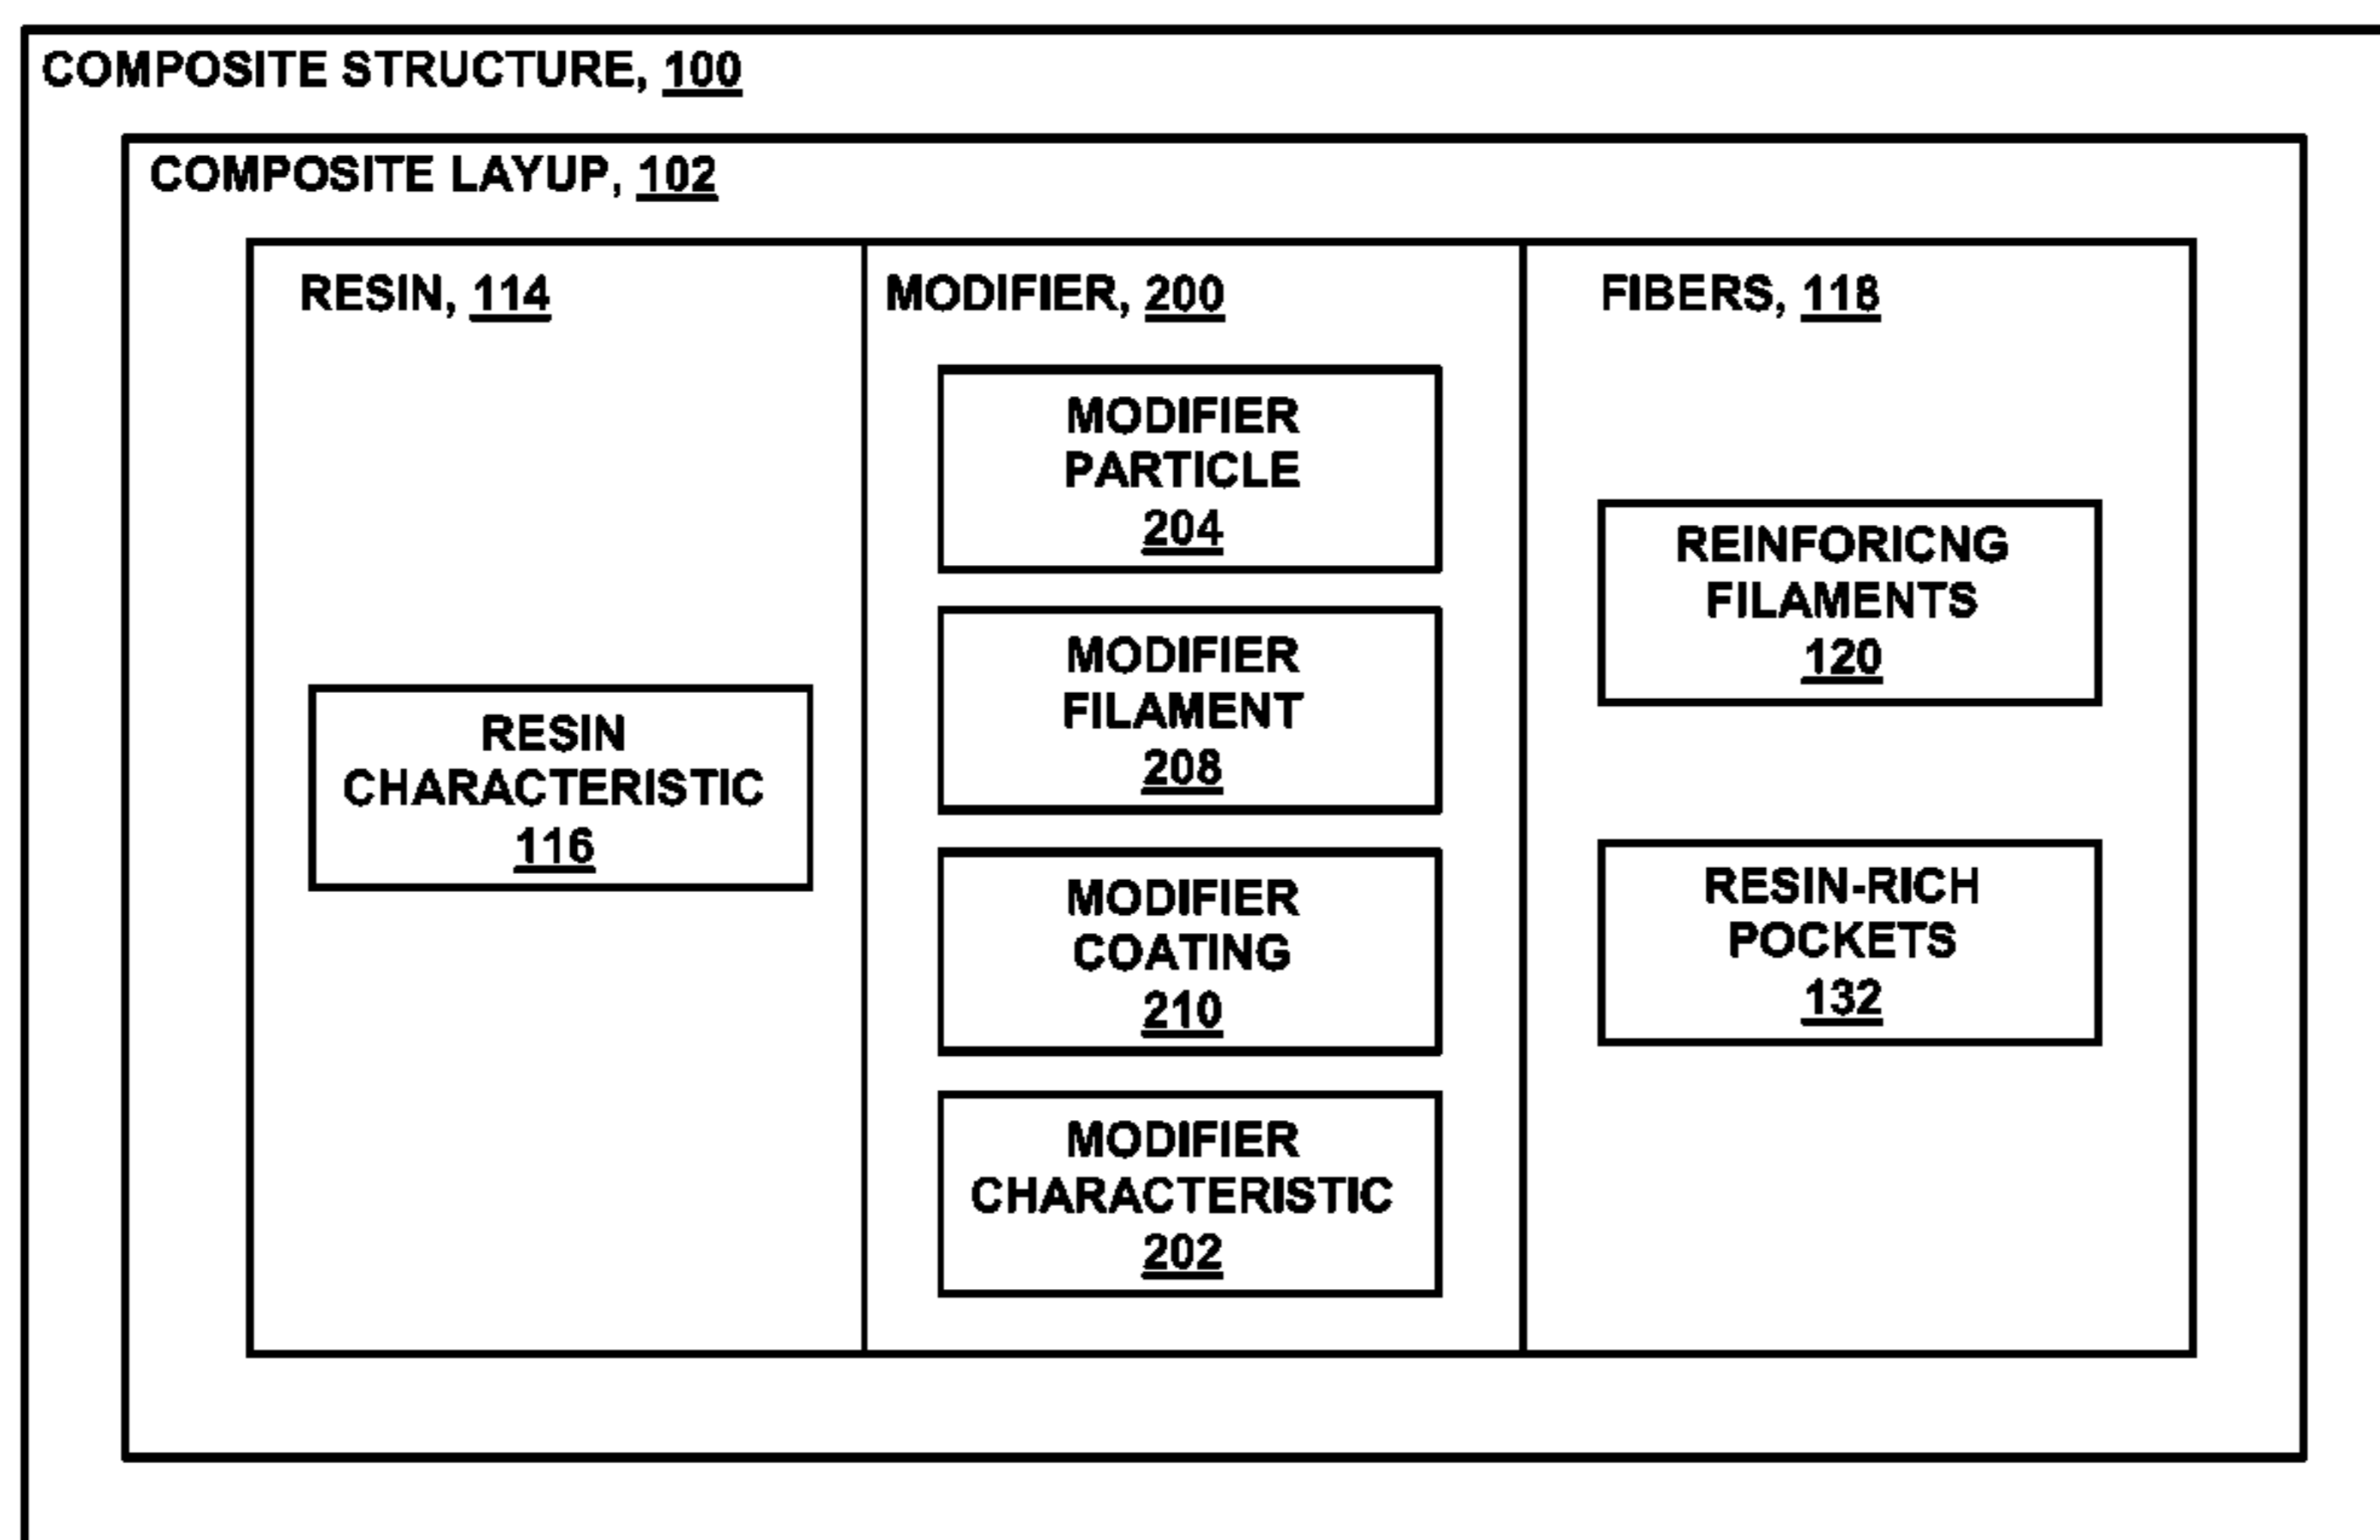 COMPOSITE STRUCTURE, 100
COMPOSITE LAYUP, 102
RESIN, 114
RESIN
CHARACTERISTIC
116
MODIFIER, 200
MODIFIER
PARTICLE
204
MODIFIER
FILAMENT
208
MODIFIER
COATING
210
MODIFIER
CHARACTERISTIC
202
FIBERS, 118
REINFORICNG
FILAMENTS
120
RESIN-RICH
POCKETS
132